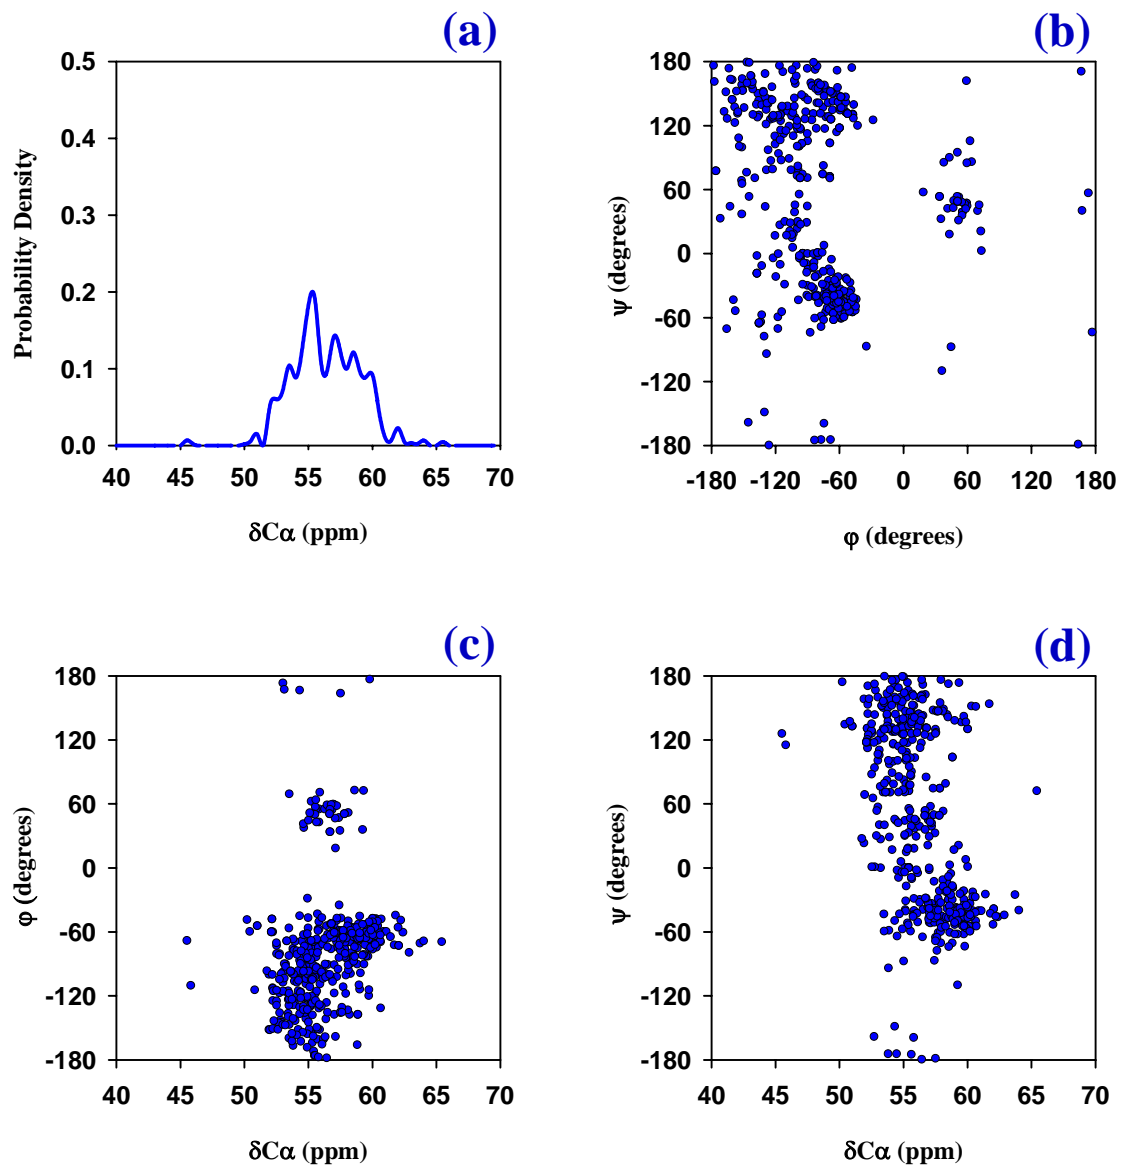 (a)
0.5
0.4
0.3
0.2
0.1
0.0
Probability Density
40 45 50 55 60 65 70
δCα (ppm)
(b)
180
120
60
0
-60
-120
-180
ψ (degrees)
-180 -120 -60 0 60 120 180
φ (degrees)
(c)
180
120
60
0
-60
-120
-180
φ (degrees)
40 45 50 55 60 65 70
δCα (ppm)
(d)
180
120
60
0
-60
-120
-180
ψ (degrees)
40 45 50 55 60 65 70
δCα (ppm)